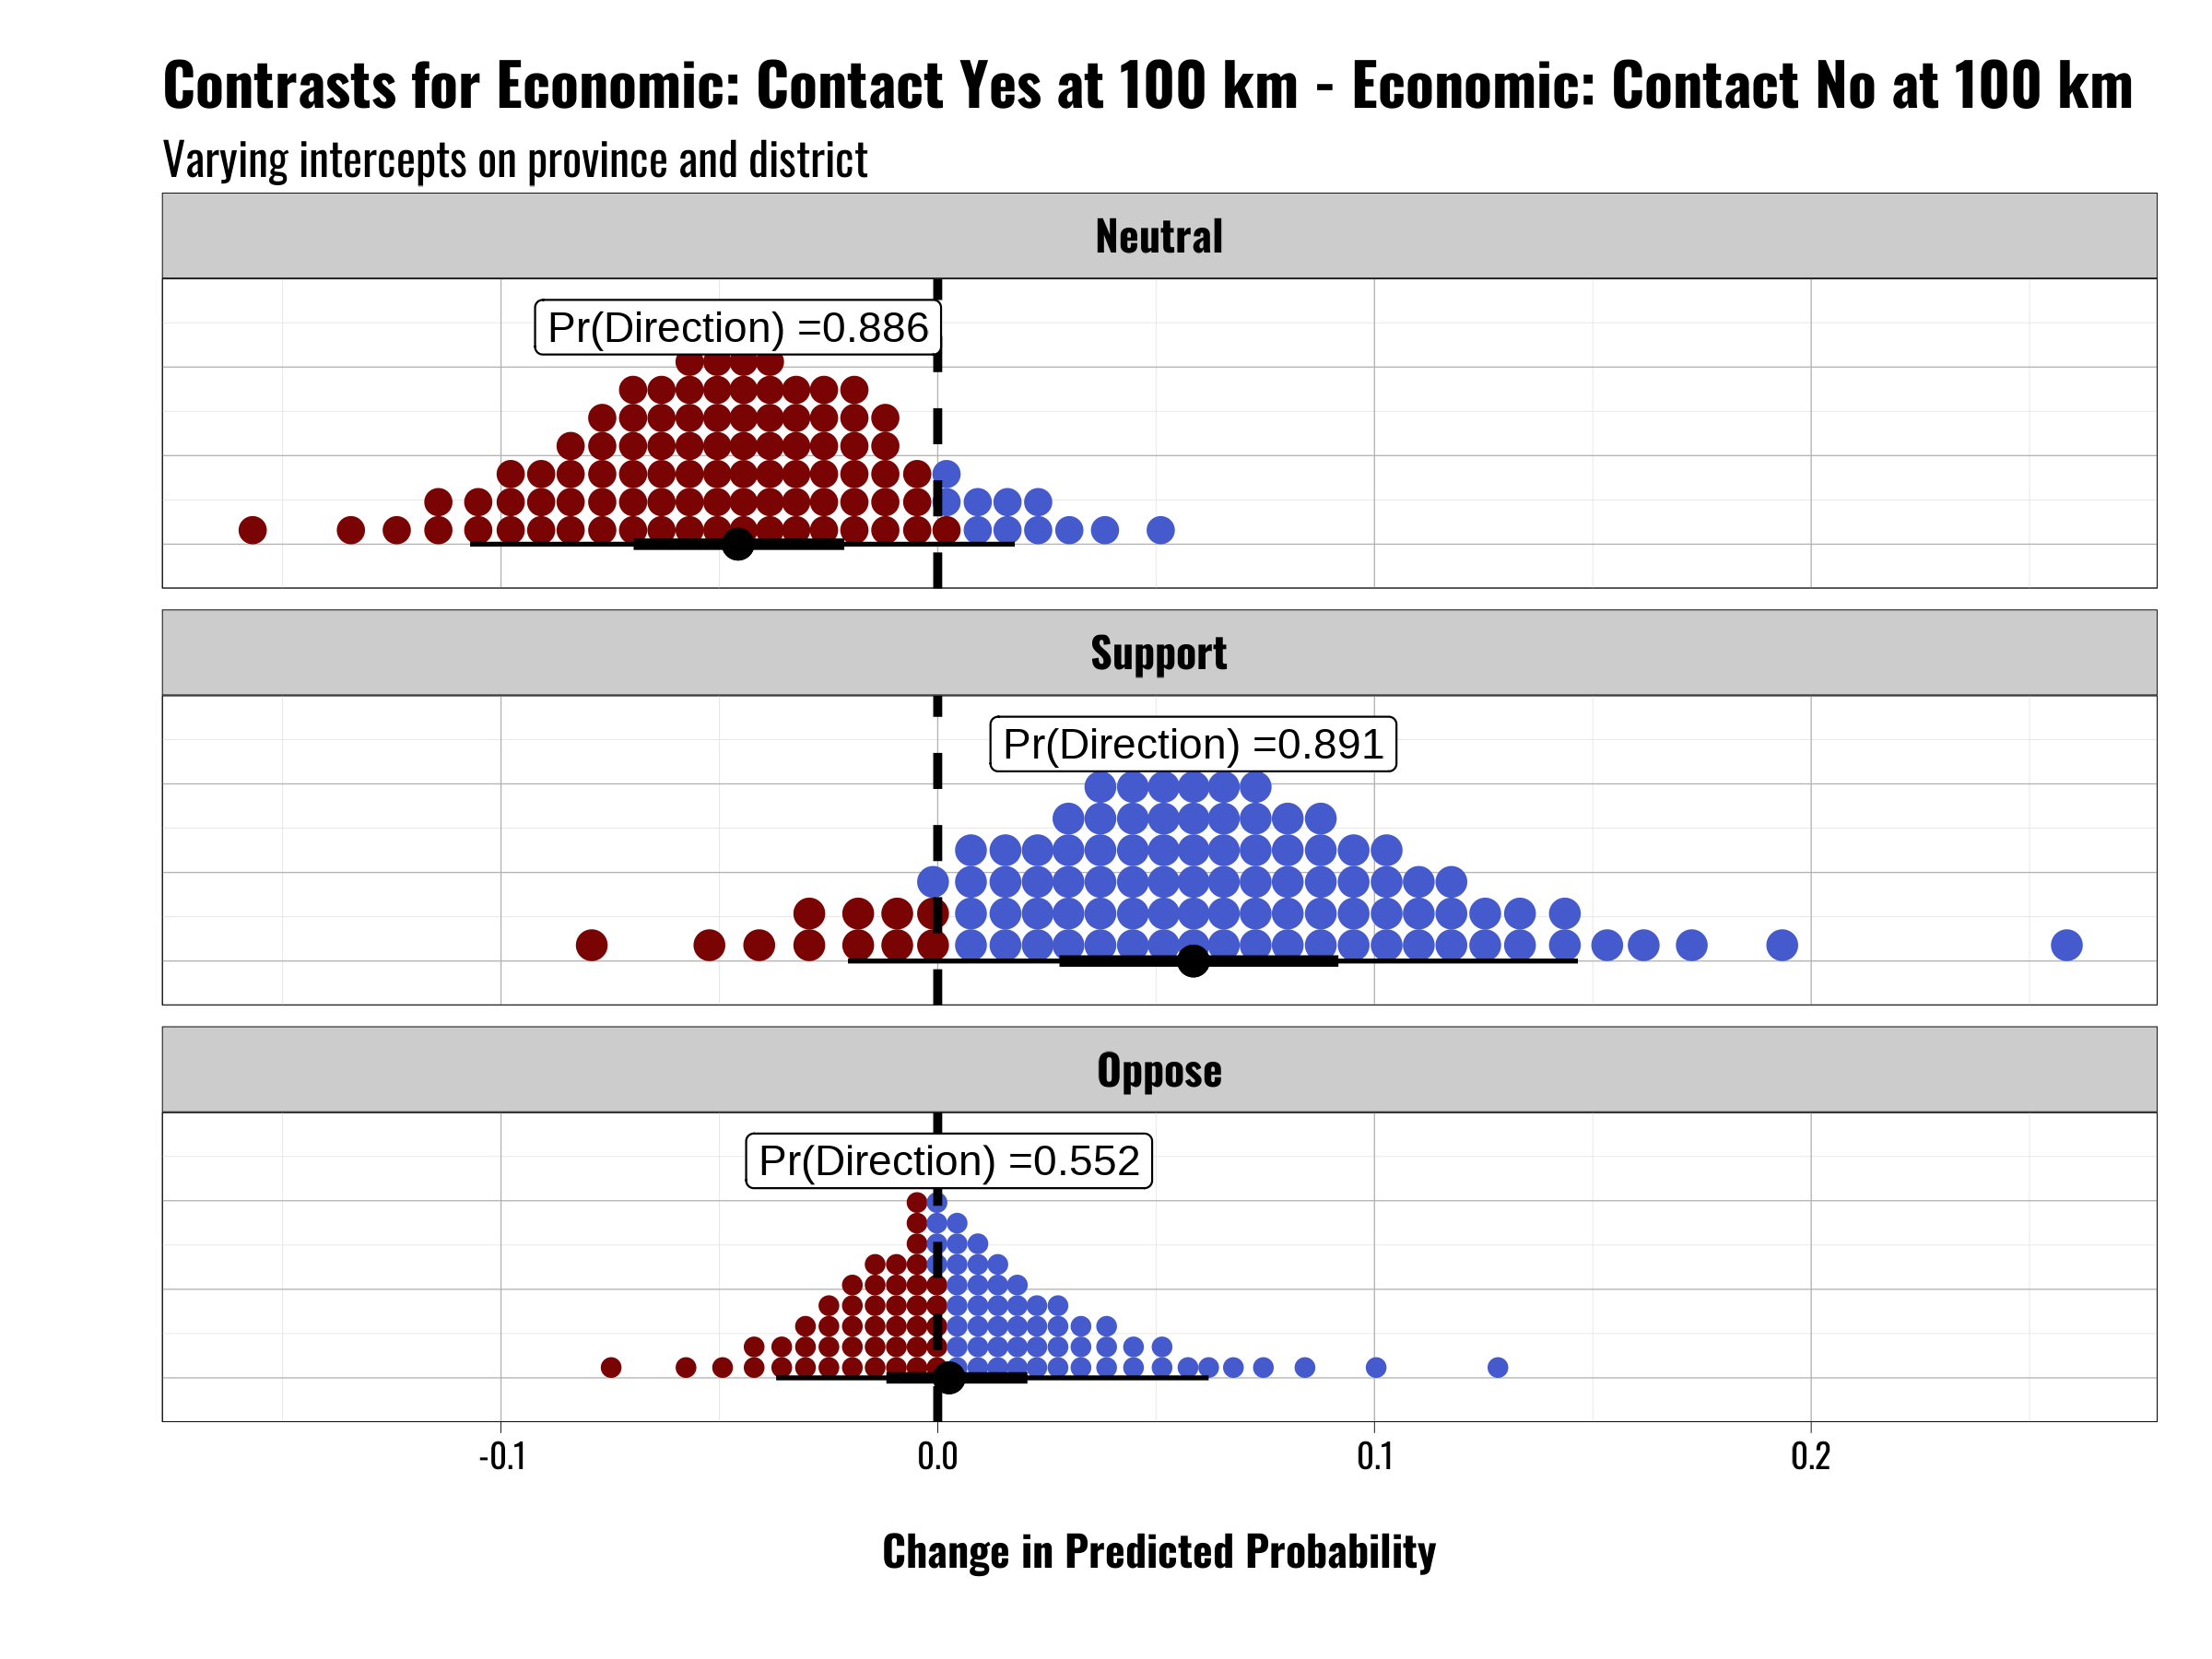 Contrasts for Economic: Contact Yes at 100 km - Economic: Contact No at 100 km
Varying intercepts on province and district
Neutral
Pr(Direction) =0.886
Support
Pr(Direction) =0.891
Oppose
Pr(Direction) =0.552
-0.1 0.0 0.1 0.2
Change in Predicted Probability